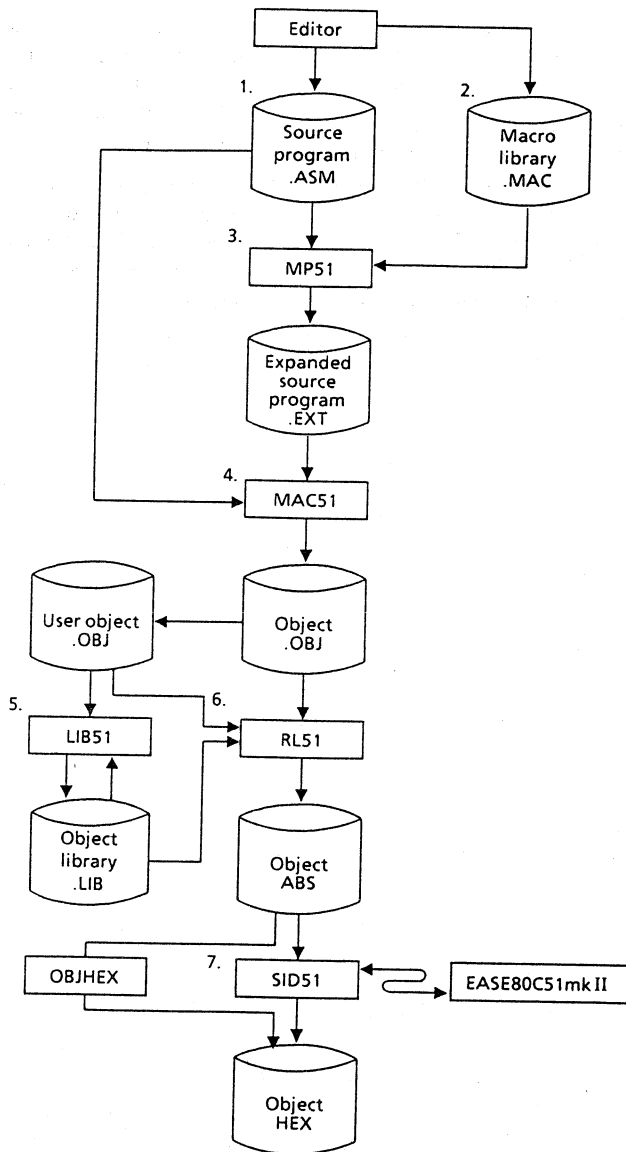 Editor
1.
Source
program
.ASM
2.
Macro
library
.MAC
3.
MP51
Expanded
source
program
.EXT
4.
MAC51
User object
.OBJ
Object
.OBJ
5.
LIB51
6.
RL51
Object
library
.LIB
Object
ABS
OBJHEX
7.
SID51
EASE80C51mk II
Object
HEX